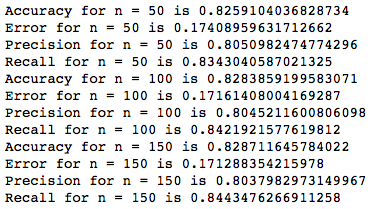 Accuracy for n = 50 is 0.8259104036828734
Error for n = 50 is 0.17408959631712662
Precision for n = 50 is 0.8050982474774296
Recall for n = 50 is 0.8343040587021325
Accuracy for n = 100 is 0.8283859199583071
Error for n = 100 is 0.17161408004169287
Precision for n = 100 is 0.8045211600806098
Recall for n = 100 is 0.8421921577619812
Accuracy for n = 150 is 0.828711645784022
Error for n = 150 is 0.171288354215978
Precision for n = 150 is 0.8037982973149967
Recall for n = 150 is 0.8443476266911258